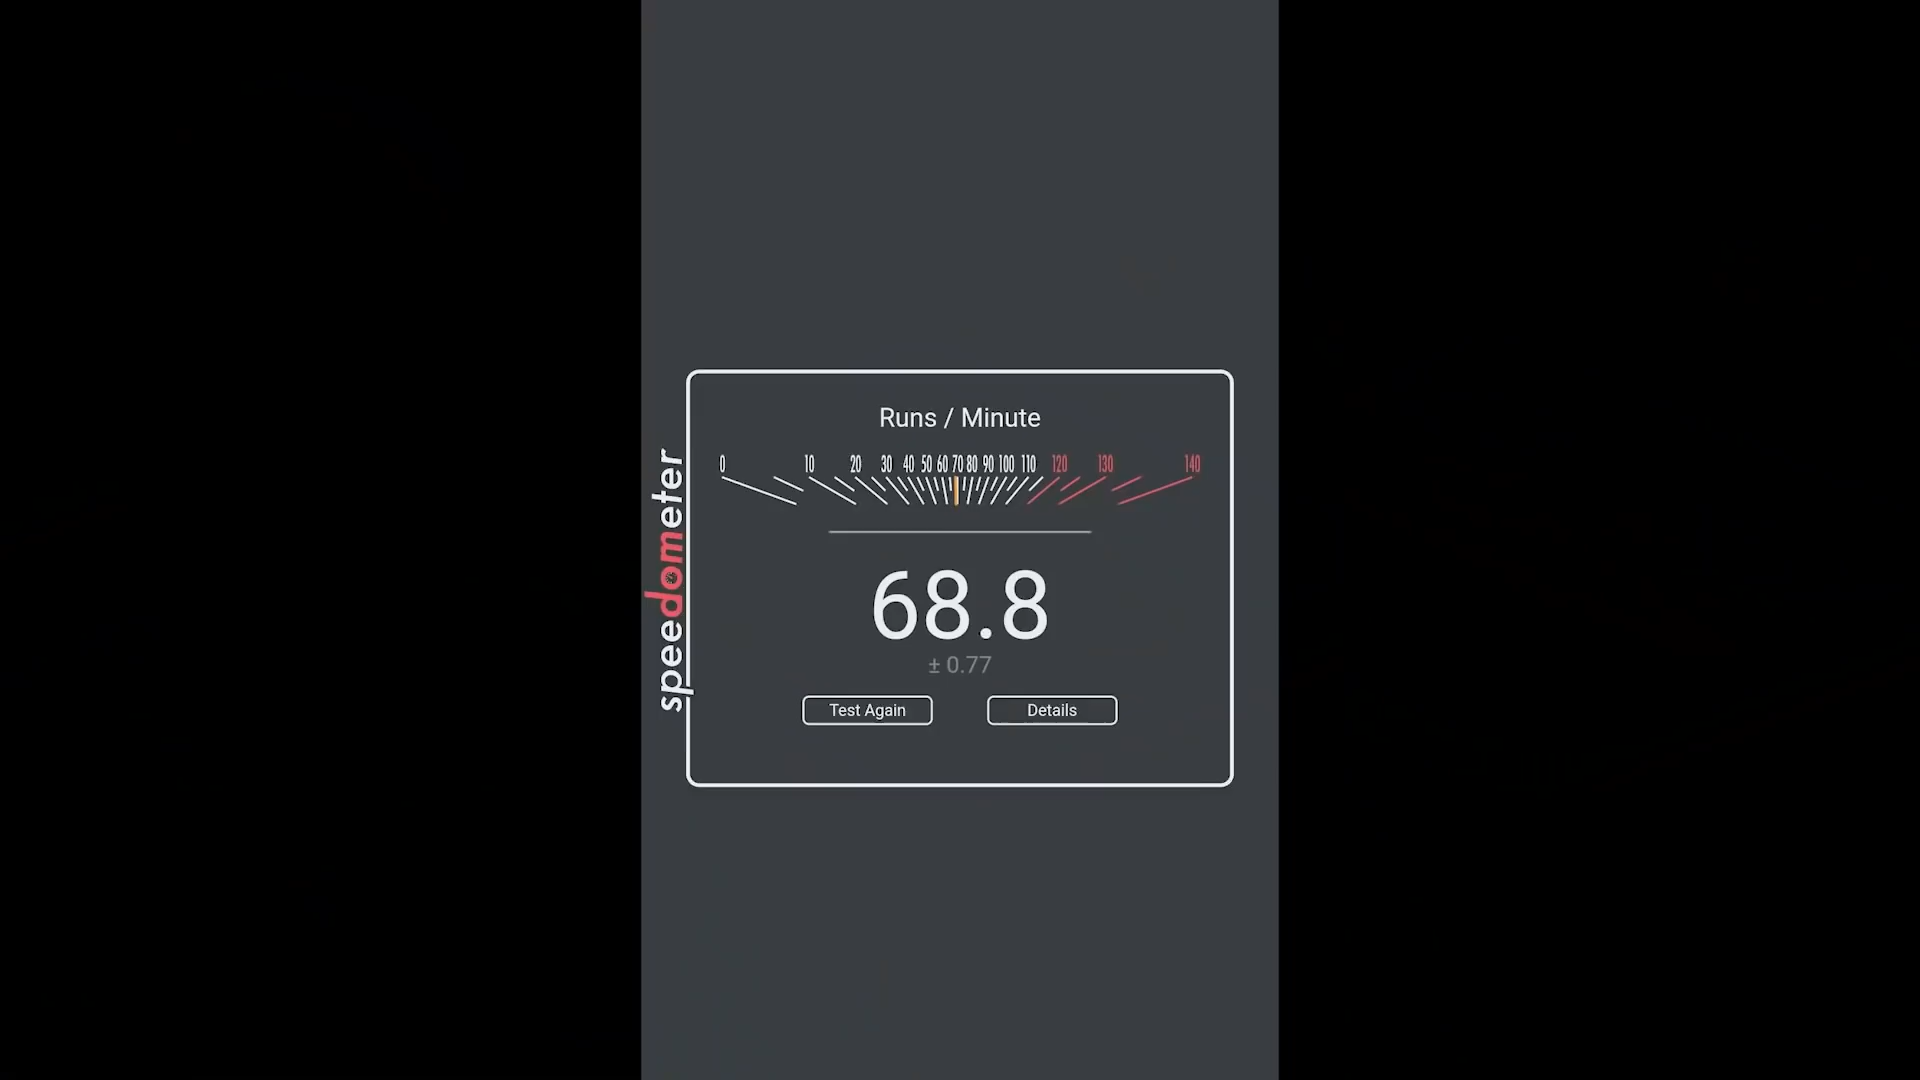 Runs / Minute
0 10 20 30 40 50 60 70 80 90 100 110 120 130 140
speedometer
68.8
± 0.77
Test Again Details